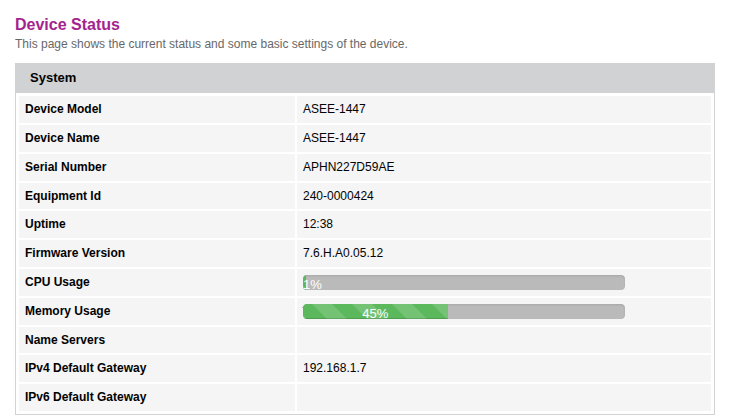 Device Status
This page shows the current status and some basic settings of the device.
System
Device Model ASEE-1447
Device Name ASEE-1447
Serial Number APHN227D59AE
Equipment Id 240-0000424
Uptime 12:38
Firmware Version 7.6.H.A0.05.12
CPU Usage 1%
Memory Usage 45%
Name Servers
IPv4 Default Gateway 192.168.1.7
IPv6 Default Gateway